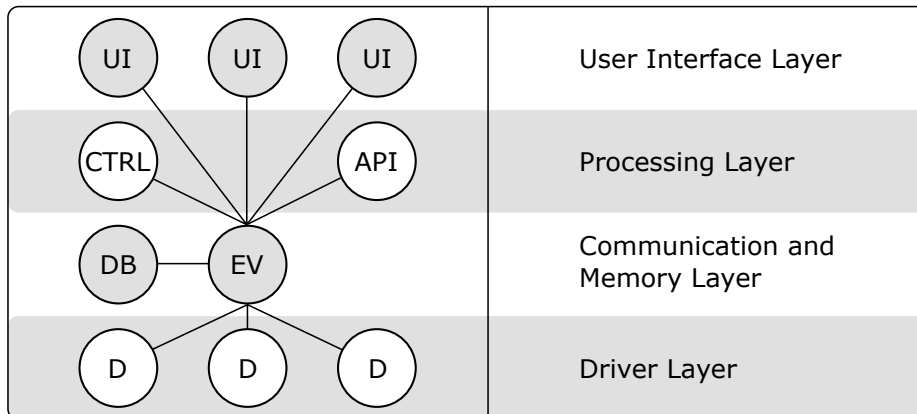 UI UI UI User Interface Layer
CTRL API Processing Layer
DB EV Communication and
Memory Layer
D D D Driver Layer